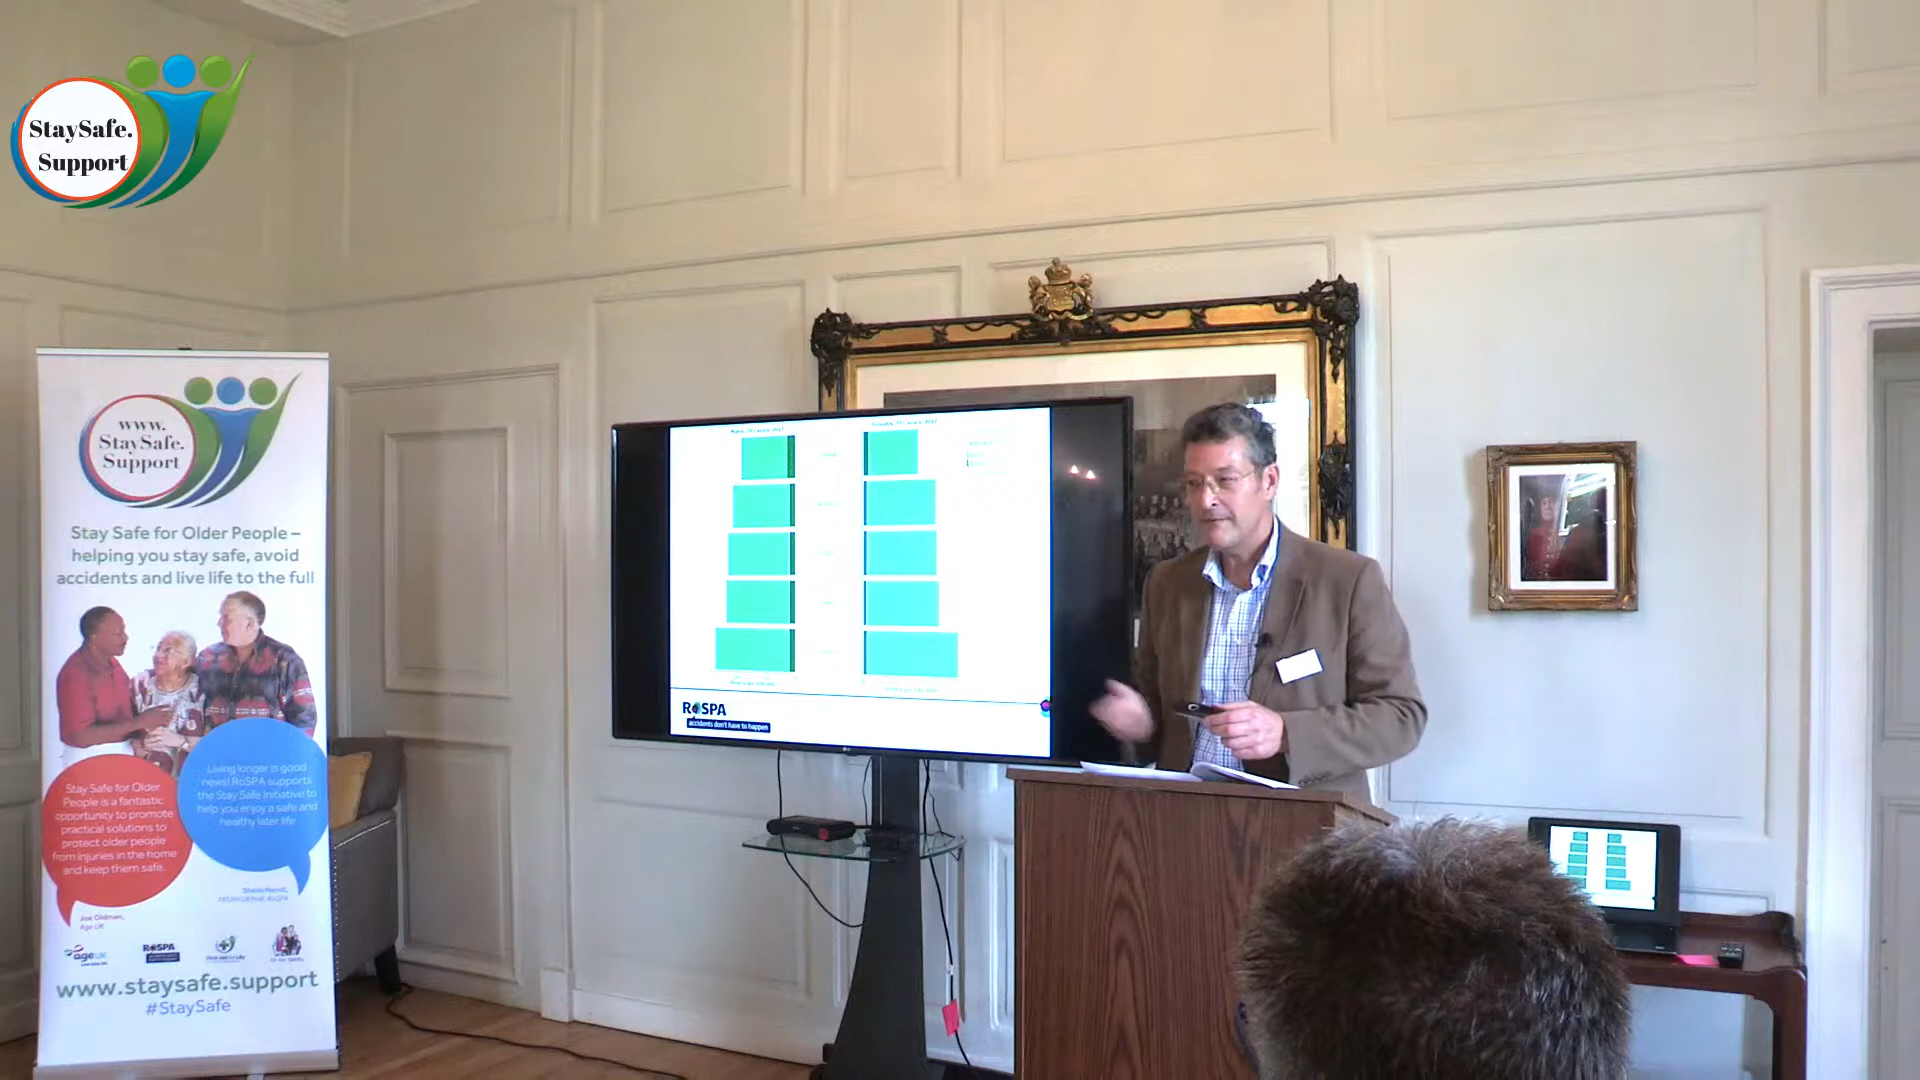 StaySafe.
Support
www.
StaySafe.
Support
Stay Safe for Older People –
helping you stay safe, avoid
accidents and live life to the full
Stay Safe for Older
People is a fantastic
opportunity to promote
practical solutions to
protect older people
from injuries in the home
and keep them safe.
Joe Oldman,
Age UK
Living longer is good
news! RoSPA supports
the Stay Safe Initiative to
help you enjoy a safe and
healthy later life
Sheila Merrill,
age UK
RoSPA
www.staysafe.support
#StaySafe
RoSPA
accidents don't have to happen